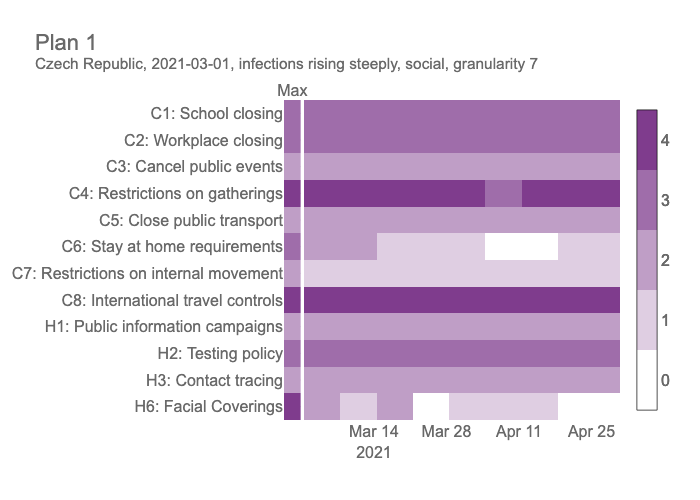 Plan 1
Czech Republic, 2021-03-01, infections rising steeply, social, granularity 7
Max
C1: School closing
C2: Workplace closing
C3: Cancel public events
C4: Restrictions on gatherings
C5: Close public transport
C6: Stay at home requirements
C7: Restrictions on internal movement
C8: International travel controls
H1: Public information campaigns
H2: Testing policy
H3: Contact tracing
H6: Facial Coverings
Mar 14 Mar 28 Apr 11 Apr 25
2021
4
3
2
1
0